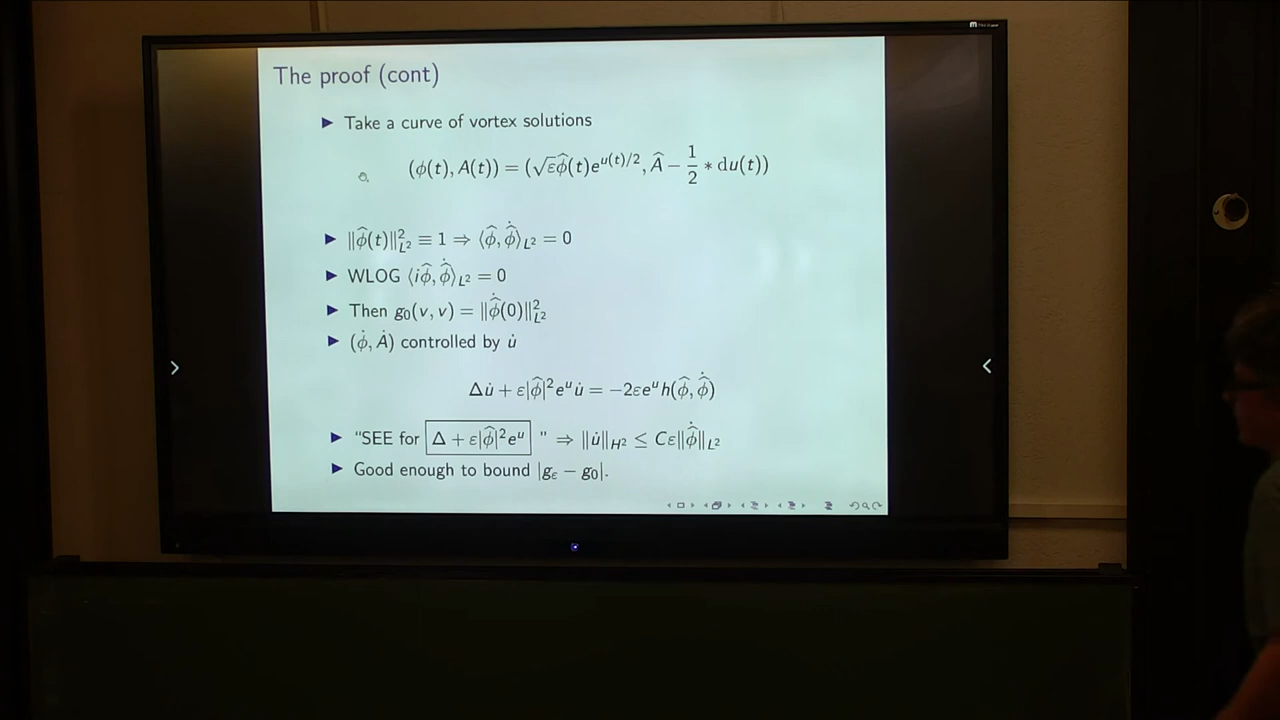 The proof (cont)
▶ Take a curve of vortex solutions
(ϕ(t), A(t)) = (√ε ϕ̂(t)e^{u(t)/2}, Â − 1/2 ∗ du(t))
▶ ‖ϕ̂(t)‖²_{L²} ≡ 1 ⇒ ⟨ϕ̂, ϕ̂̇⟩_{L²} = 0
▶ WLOG ⟨iϕ̂, ϕ̂̇⟩_{L²} = 0
▶ Then g₀(v, v) = ‖ϕ̂̇(0)‖²_{L²}
▶ (ϕ̇, Ȧ) controlled by u̇
Δu̇ + ε|ϕ̂|²e^u u̇ = −2εe^u h(ϕ̂, ϕ̂̇)
▶ "SEE for Δ + ε|ϕ̂|²e^u " ⇒ ‖u̇‖_{H²} ≤ Cε‖ϕ̂̇‖_{L²}
▶ Good enough to bound |g_ε − g₀|.